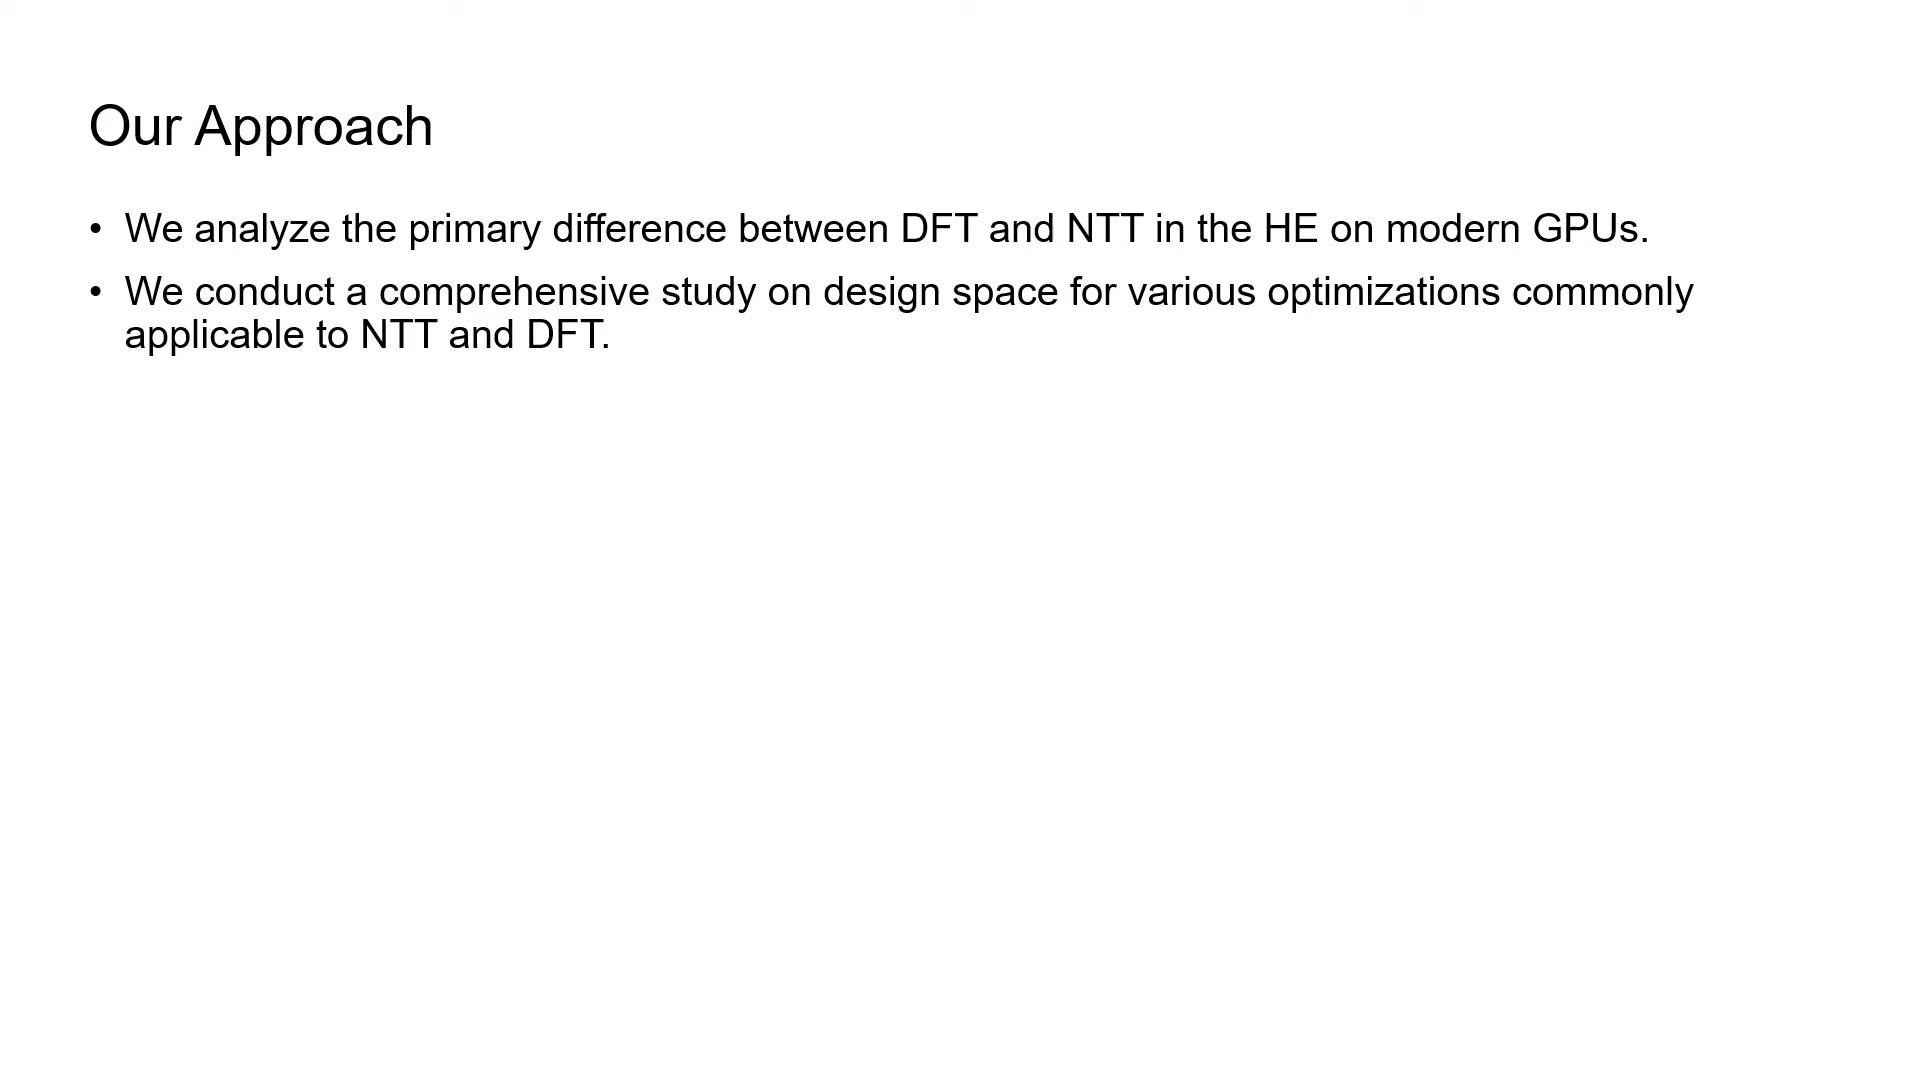 Our Approach
• We analyze the primary difference between DFT and NTT in the HE on modern GPUs.
• We conduct a comprehensive study on design space for various optimizations commonly
applicable to NTT and DFT.